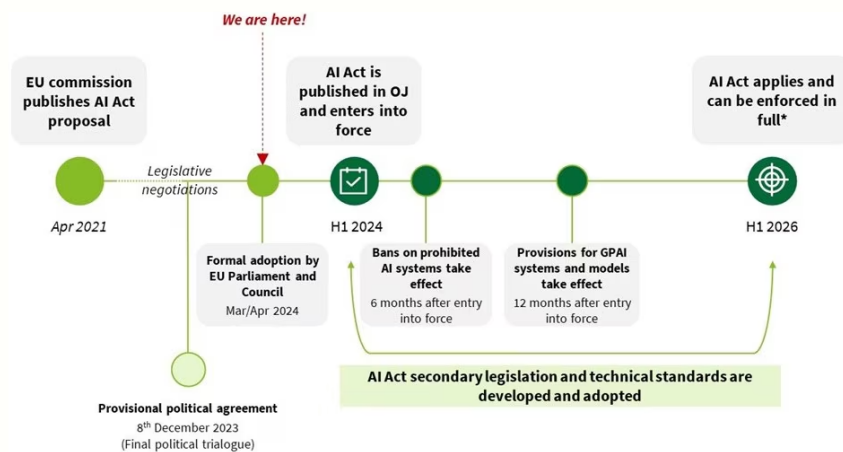 We are here!
EU commission
publishes AI Act
proposal
AI Act is
published in OJ
and enters into
force
AI Act applies and
can be enforced in
full*
Legislative
negotiations
Apr 2021
H1 2024
H1 2026
Formal adoption by
EU Parliament and
Council
Mar/Apr 2024
Bans on prohibited
AI systems take
effect
6 months after entry
into force
Provisions for GPAI
systems and models
take effect
12 months after entry
into force
AI Act secondary legislation and technical standards are
developed and adopted
Provisional political agreement
8th December 2023
(Final political trialogue)